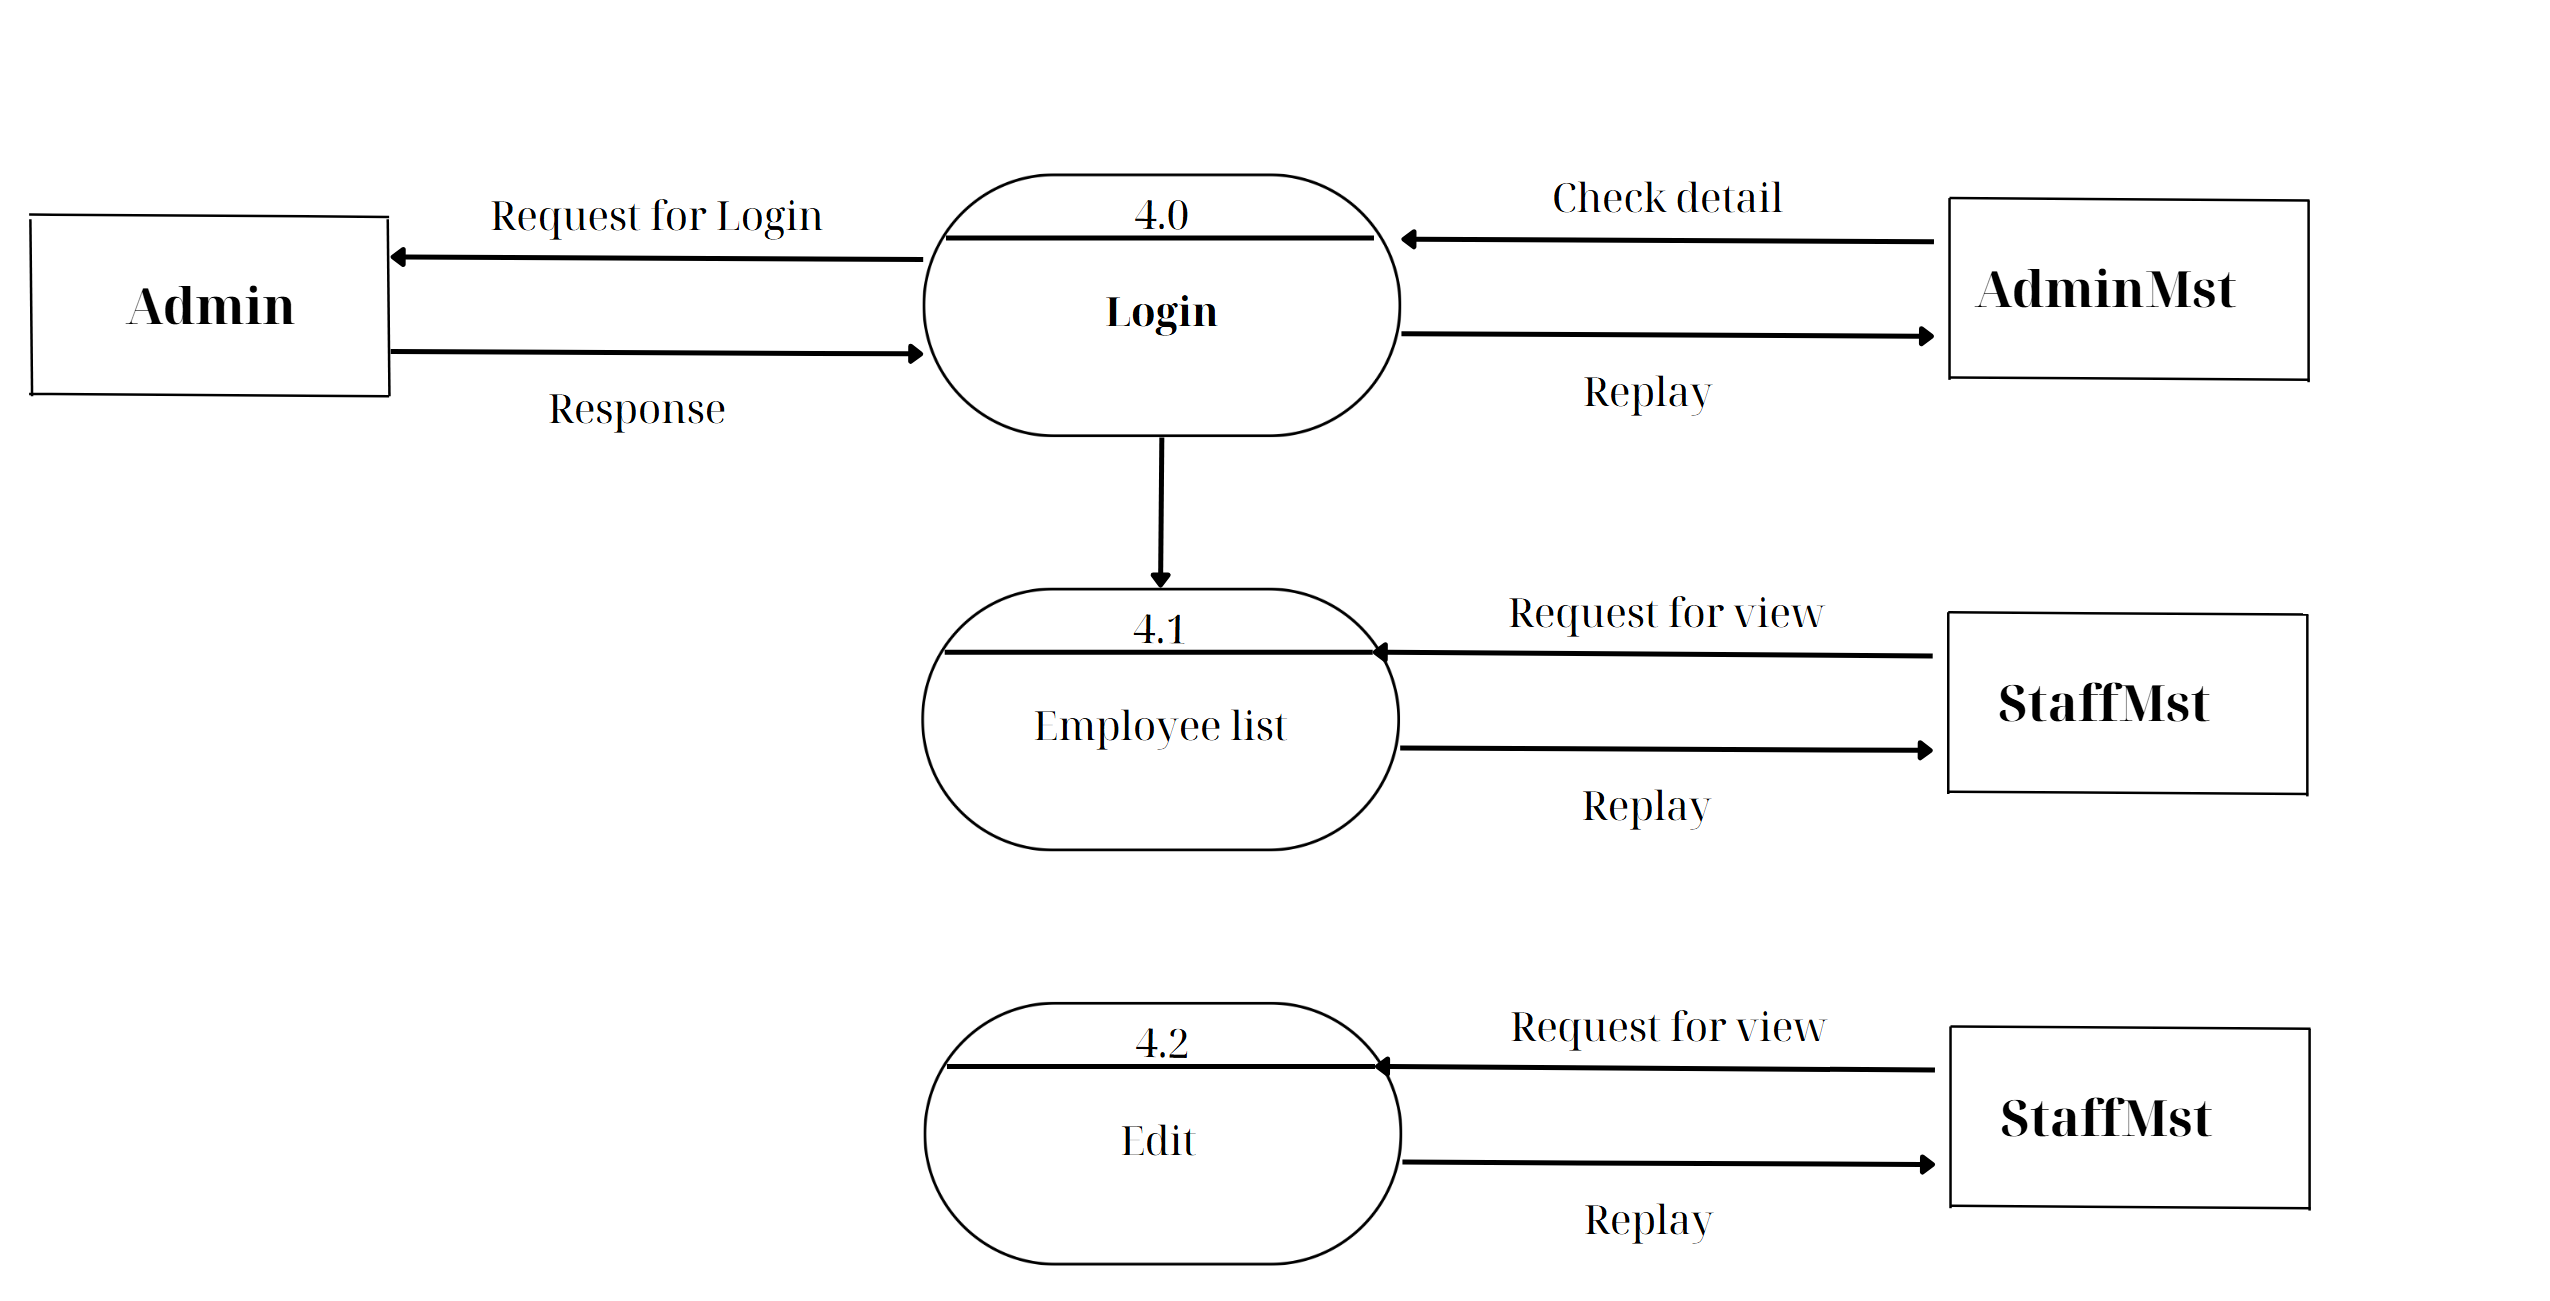 Request for Login
4.0
Check detail
Admin
Login
AdminMst
Response
Replay
4.1
Request for view
Employee list
StaffMst
Replay
4.2
Request for view
Edit
StaffMst
Replay